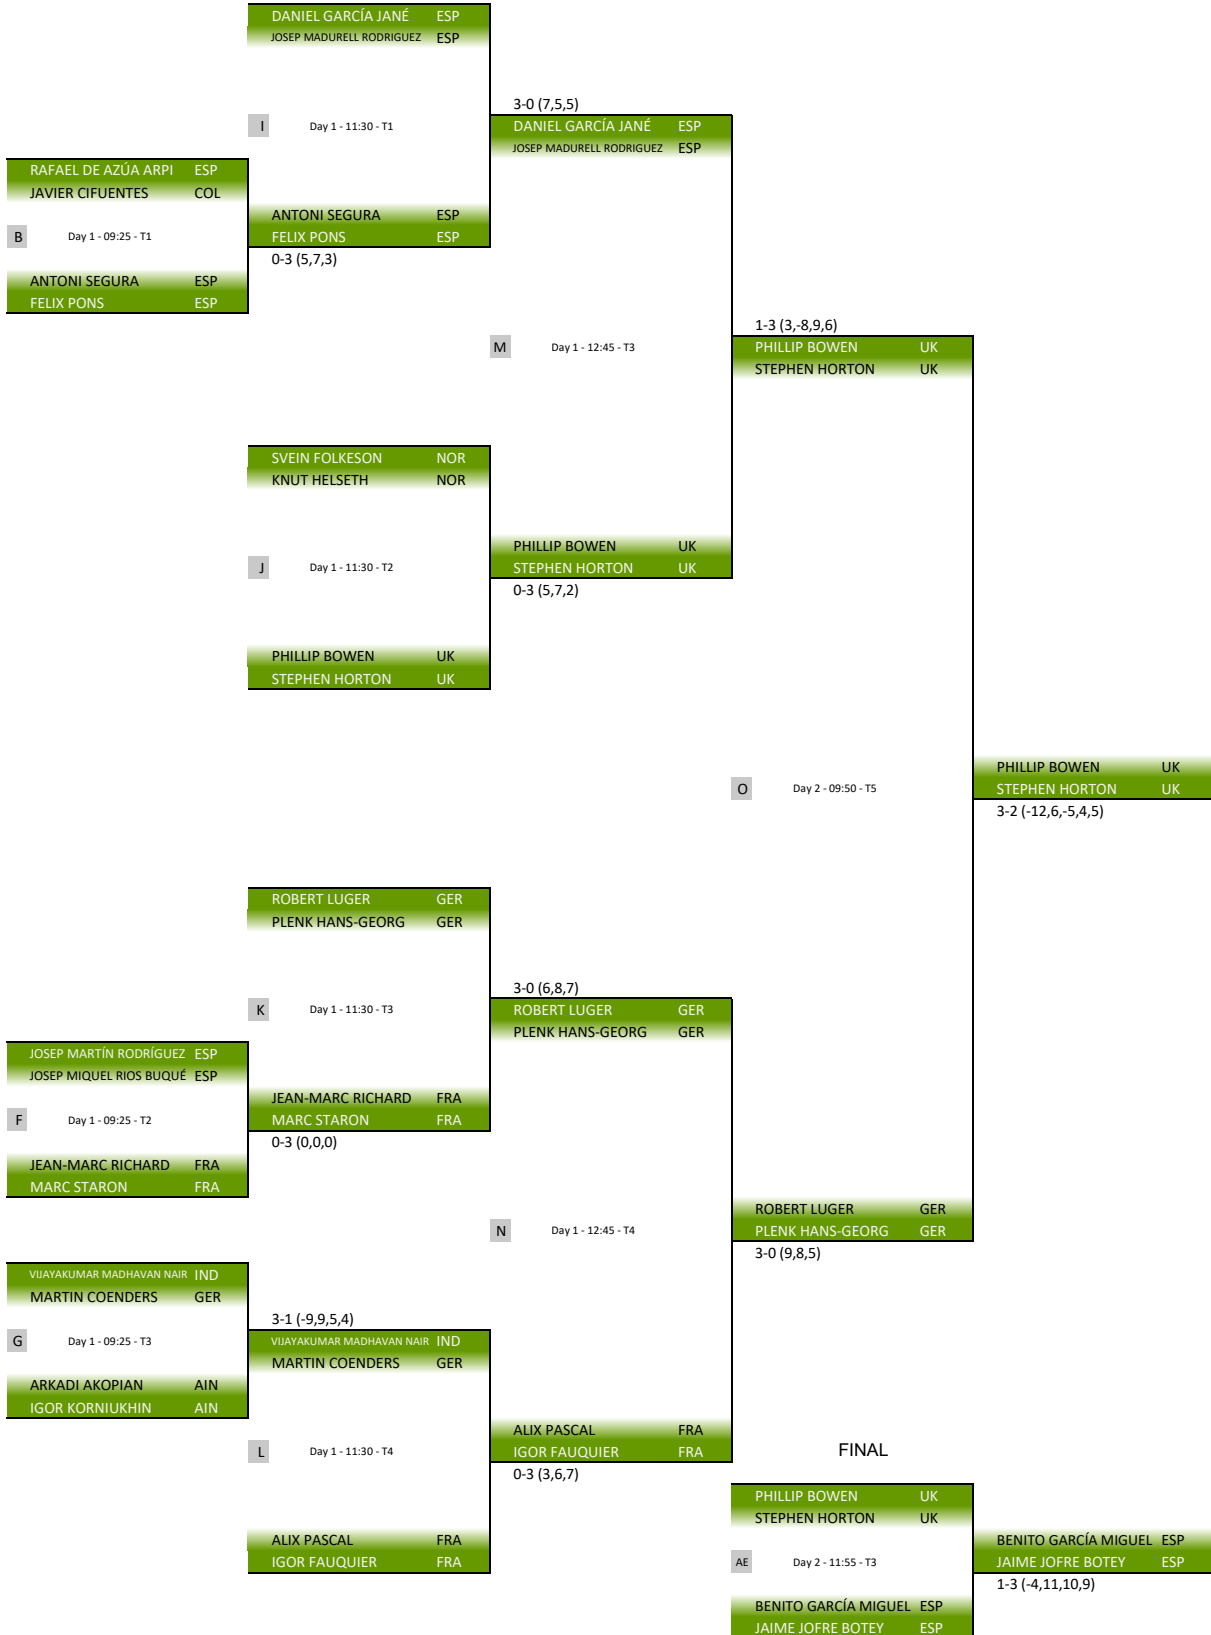 DANIEL GARCÍA JANÉ ESP
JOSEP MADURELL RODRIGUEZ ESP
3-0 (7,5,5)
I Day 1 - 11:30 - T1
DANIEL GARCÍA JANÉ ESP
JOSEP MADURELL RODRIGUEZ ESP
RAFAEL DE AZÚA ARPI ESP
JAVIER CIFUENTES COL
ANTONI SEGURA ESP
B Day 1 - 09:25 - T1
FELIX PONS ESP
0-3 (5,7,3)
ANTONI SEGURA ESP
FELIX PONS ESP
1-3 (3,-8,9,6)
M Day 1 - 12:45 - T3
PHILLIP BOWEN UK
STEPHEN HORTON UK
SVEIN FOLKESON NOR
KNUT HELSETH NOR
PHILLIP BOWEN UK
J Day 1 - 11:30 - T2
STEPHEN HORTON UK
0-3 (5,7,2)
PHILLIP BOWEN UK
STEPHEN HORTON UK
PHILLIP BOWEN UK
O Day 2 - 09:50 - T5
STEPHEN HORTON UK
3-2 (-12,6,-5,4,5)
ROBERT LUGER GER
PLENK HANS-GEORG GER
3-0 (6,8,7)
K Day 1 - 11:30 - T3
ROBERT LUGER GER
PLENK HANS-GEORG GER
JOSEP MARTÍN RODRÍGUEZ ESP
JOSEP MIQUEL RIOS BUQUÉ ESP
JEAN-MARC RICHARD FRA
F Day 1 - 09:25 - T2
MARC STARON FRA
0-3 (0,0,0)
JEAN-MARC RICHARD FRA
MARC STARON FRA
ROBERT LUGER GER
N Day 1 - 12:45 - T4
PLENK HANS-GEORG GER
3-0 (9,8,5)
VIJAYAKUMAR MADHAVAN NAIR IND
MARTIN COENDERS GER
3-1 (-9,9,5,4)
G Day 1 - 09:25 - T3
VIJAYAKUMAR MADHAVAN NAIR IND
MARTIN COENDERS GER
ARKADI AKOPIAN AIN
IGOR KORNIUKHIN AIN
ALIX PASCAL FRA
L Day 1 - 11:30 - T4
IGOR FAUQUIER FRA
FINAL
0-3 (3,6,7)
PHILLIP BOWEN UK
STEPHEN HORTON UK
ALIX PASCAL FRA
IGOR FAUQUIER FRA
BENITO GARCÍA MIGUEL ESP
AE Day 2 - 11:55 - T3
JAIME JOFRE BOTEY ESP
1-3 (-4,11,10,9)
BENITO GARCÍA MIGUEL ESP
JAIME JOFRE BOTEY ESP